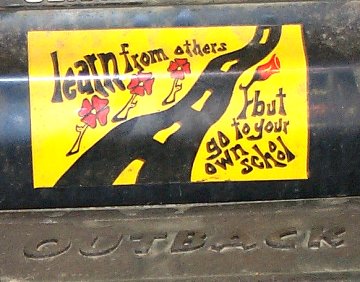 learn from others
but
go to your
own school
OUTBACK